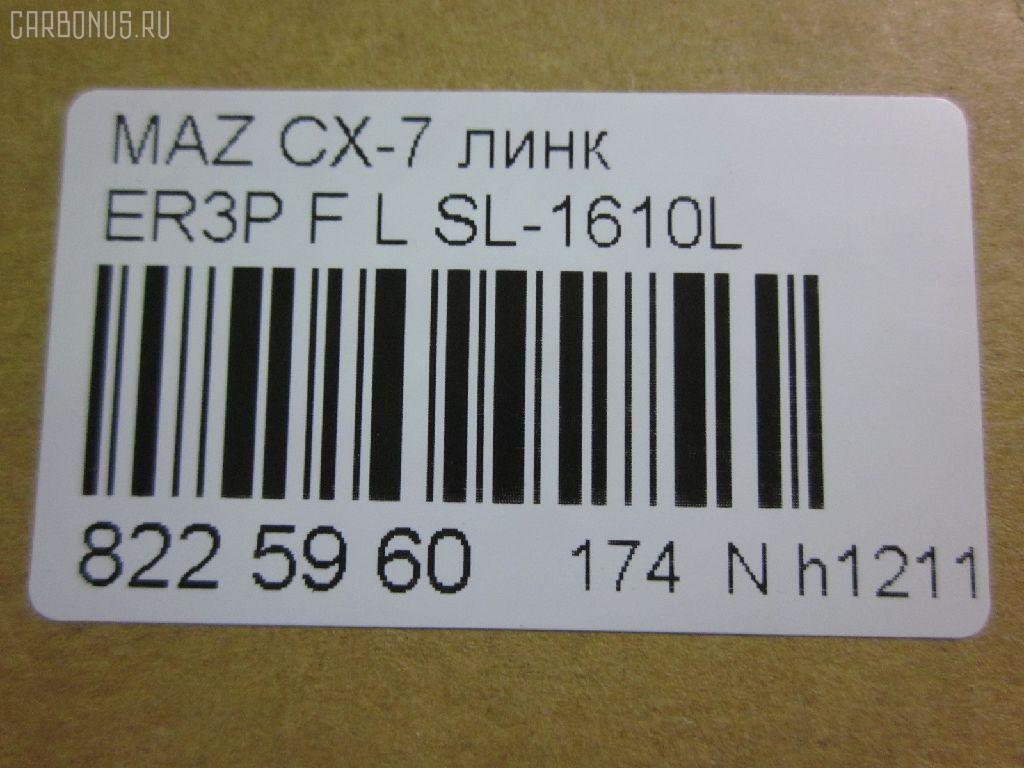 CARBONUS.RU
MAZ CX-7 линк
ER3P F L SL-1610L
822 59 60 174 N h1211